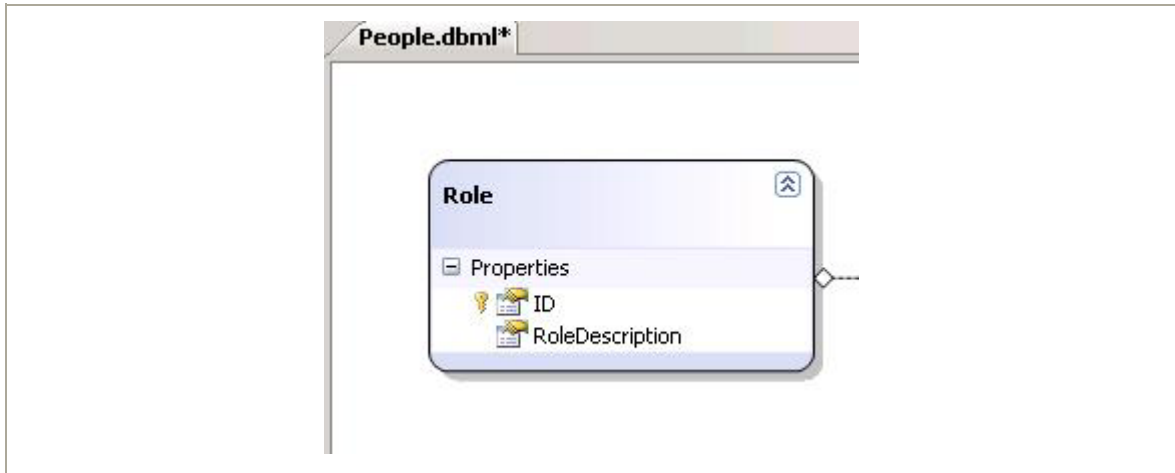 People.dbml*
Role
Properties
ID
RoleDescription